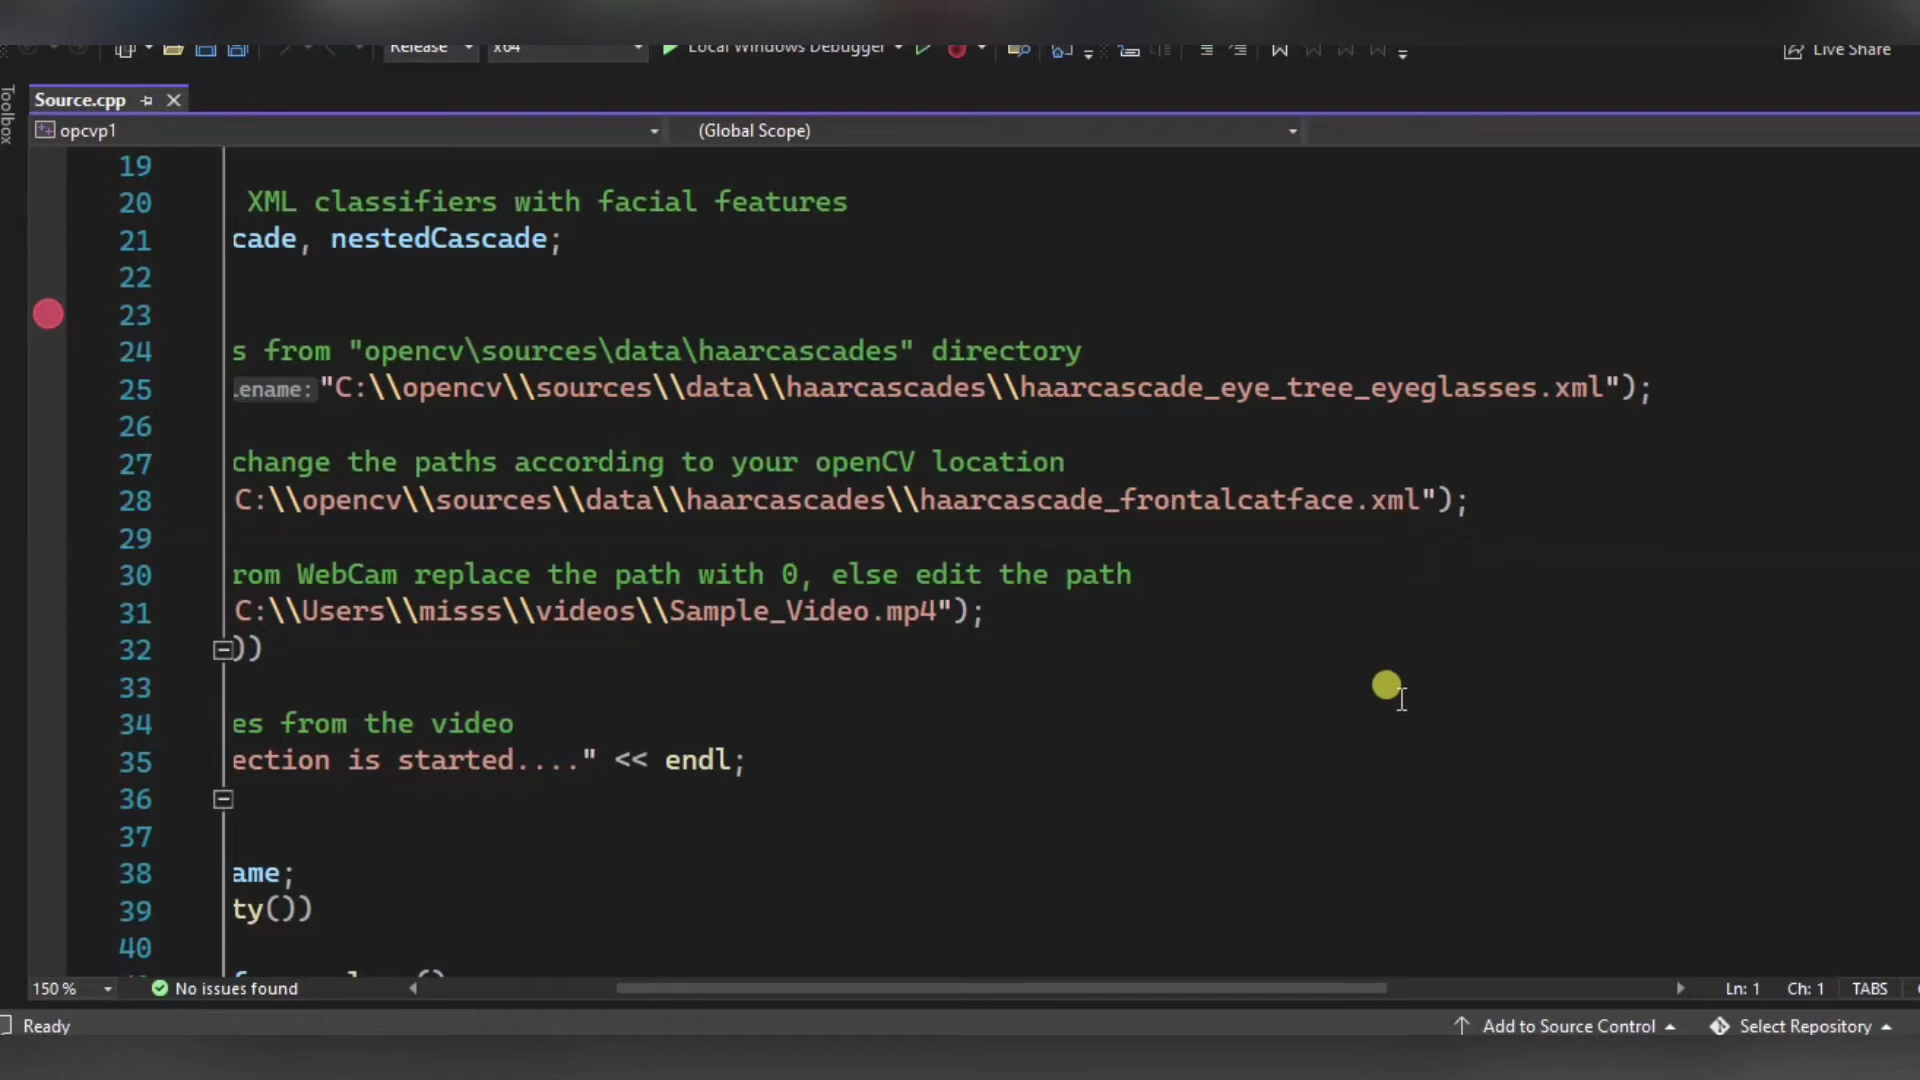 Release x64 Local Windows Debugger Live Share
Toolbox
Source.cpp
opcvp1 (Global Scope)
19
20 XML classifiers with facial features
21 cade, nestedCascade;
22
23
24 s from "opencv\sources\data\haarcascades" directory
25 lename: "C:\\opencv\\sources\\data\\haarcascades\\haarcascade_eye_tree_eyeglasses.xml");
26
27 change the paths according to your openCV location
28 C:\\opencv\\sources\\data\\haarcascades\\haarcascade_frontalcatface.xml");
29
30 rom WebCam replace the path with 0, else edit the path
31 C:\\Users\\misss\\videos\\Sample_Video.mp4");
32 ))
33
34 es from the video
35 ection is started...." << endl;
36
37
38 ame;
39 ty())
40
150 % No issues found Ln: 1 Ch: 1 TABS
Ready Add to Source Control Select Repository